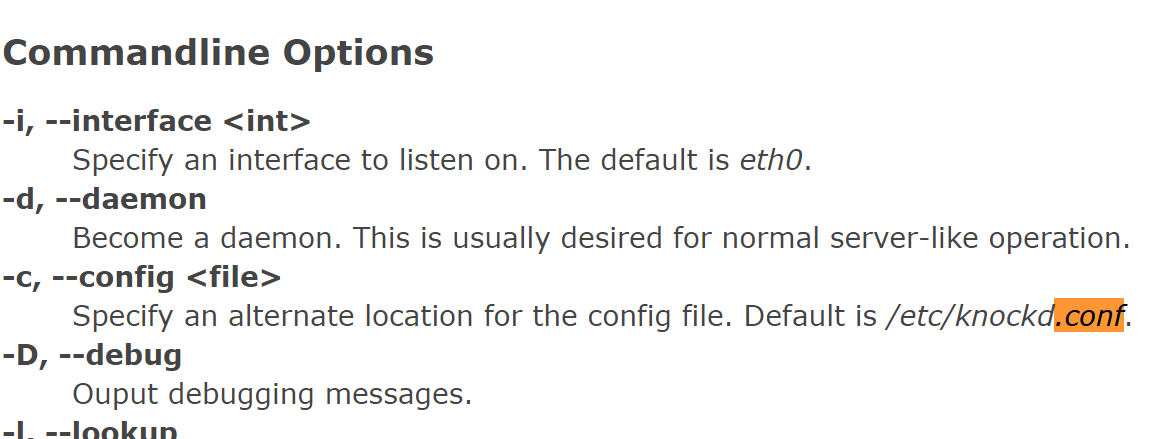 Commandline Options
-i, --interface <int>
Specify an interface to listen on. The default is eth0.
-d, --daemon
Become a daemon. This is usually desired for normal server-like operation.
-c, --config <file>
Specify an alternate location for the config file. Default is /etc/knockd.conf.
-D, --debug
Ouput debugging messages.
-l, --lookup